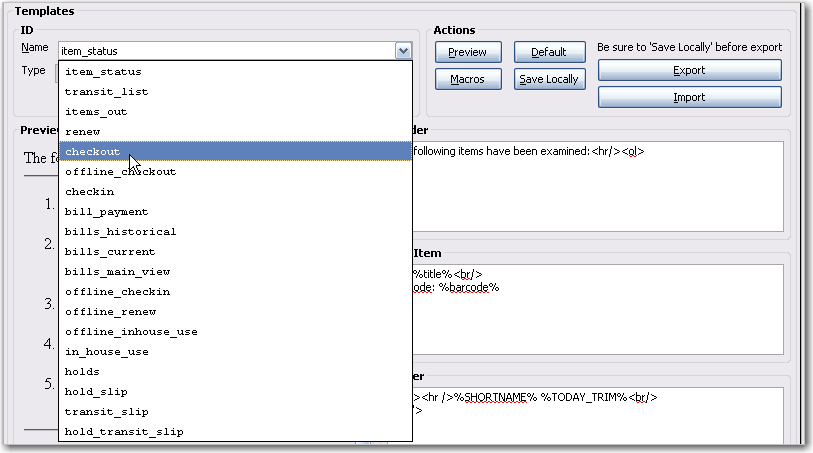 Templates
ID
Name item_status
Type
item_status
transit_list
items_out
renew
checkout
offline_checkout
checkin
bill_payment
bills_historical
bills_current
bills_main_view
offline_checkin
offline_renew
offline_inhouse_use
in_house_use
holds
hold_slip
transit_slip
hold_transit_slip
Actions
Preview Default
Macros Save Locally
Be sure to 'Save Locally' before export
Export
Import
Preview
The fo
1.
2.
3.
4.
5.
der
following items have been examined:<hr/><ol>
Item
%title%<br/>
ode: %barcode%
er
><hr />%SHORTNAME% %TODAY_TRIM%<br/>
/>